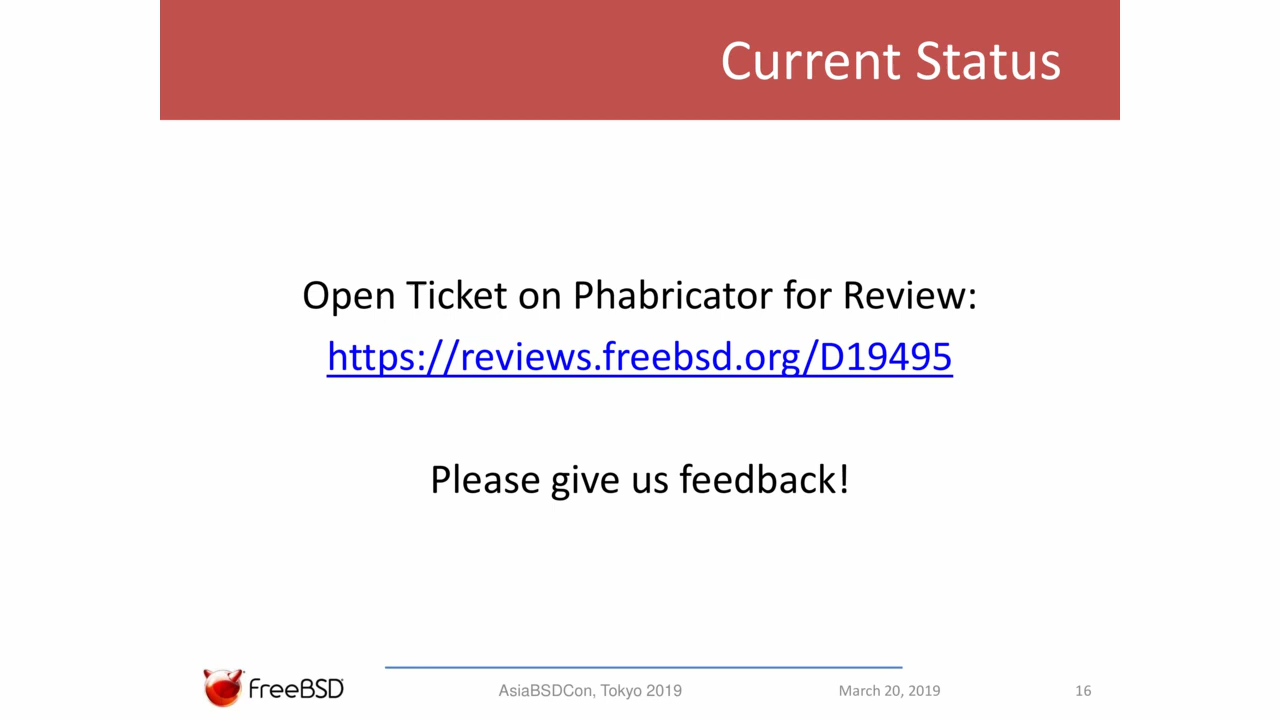 Current Status
Open Ticket on Phabricator for Review:
https://reviews.freebsd.org/D19495
Please give us feedback!
FreeBSD
AsiaBSDCon, Tokyo 2019
March 20, 2019
16